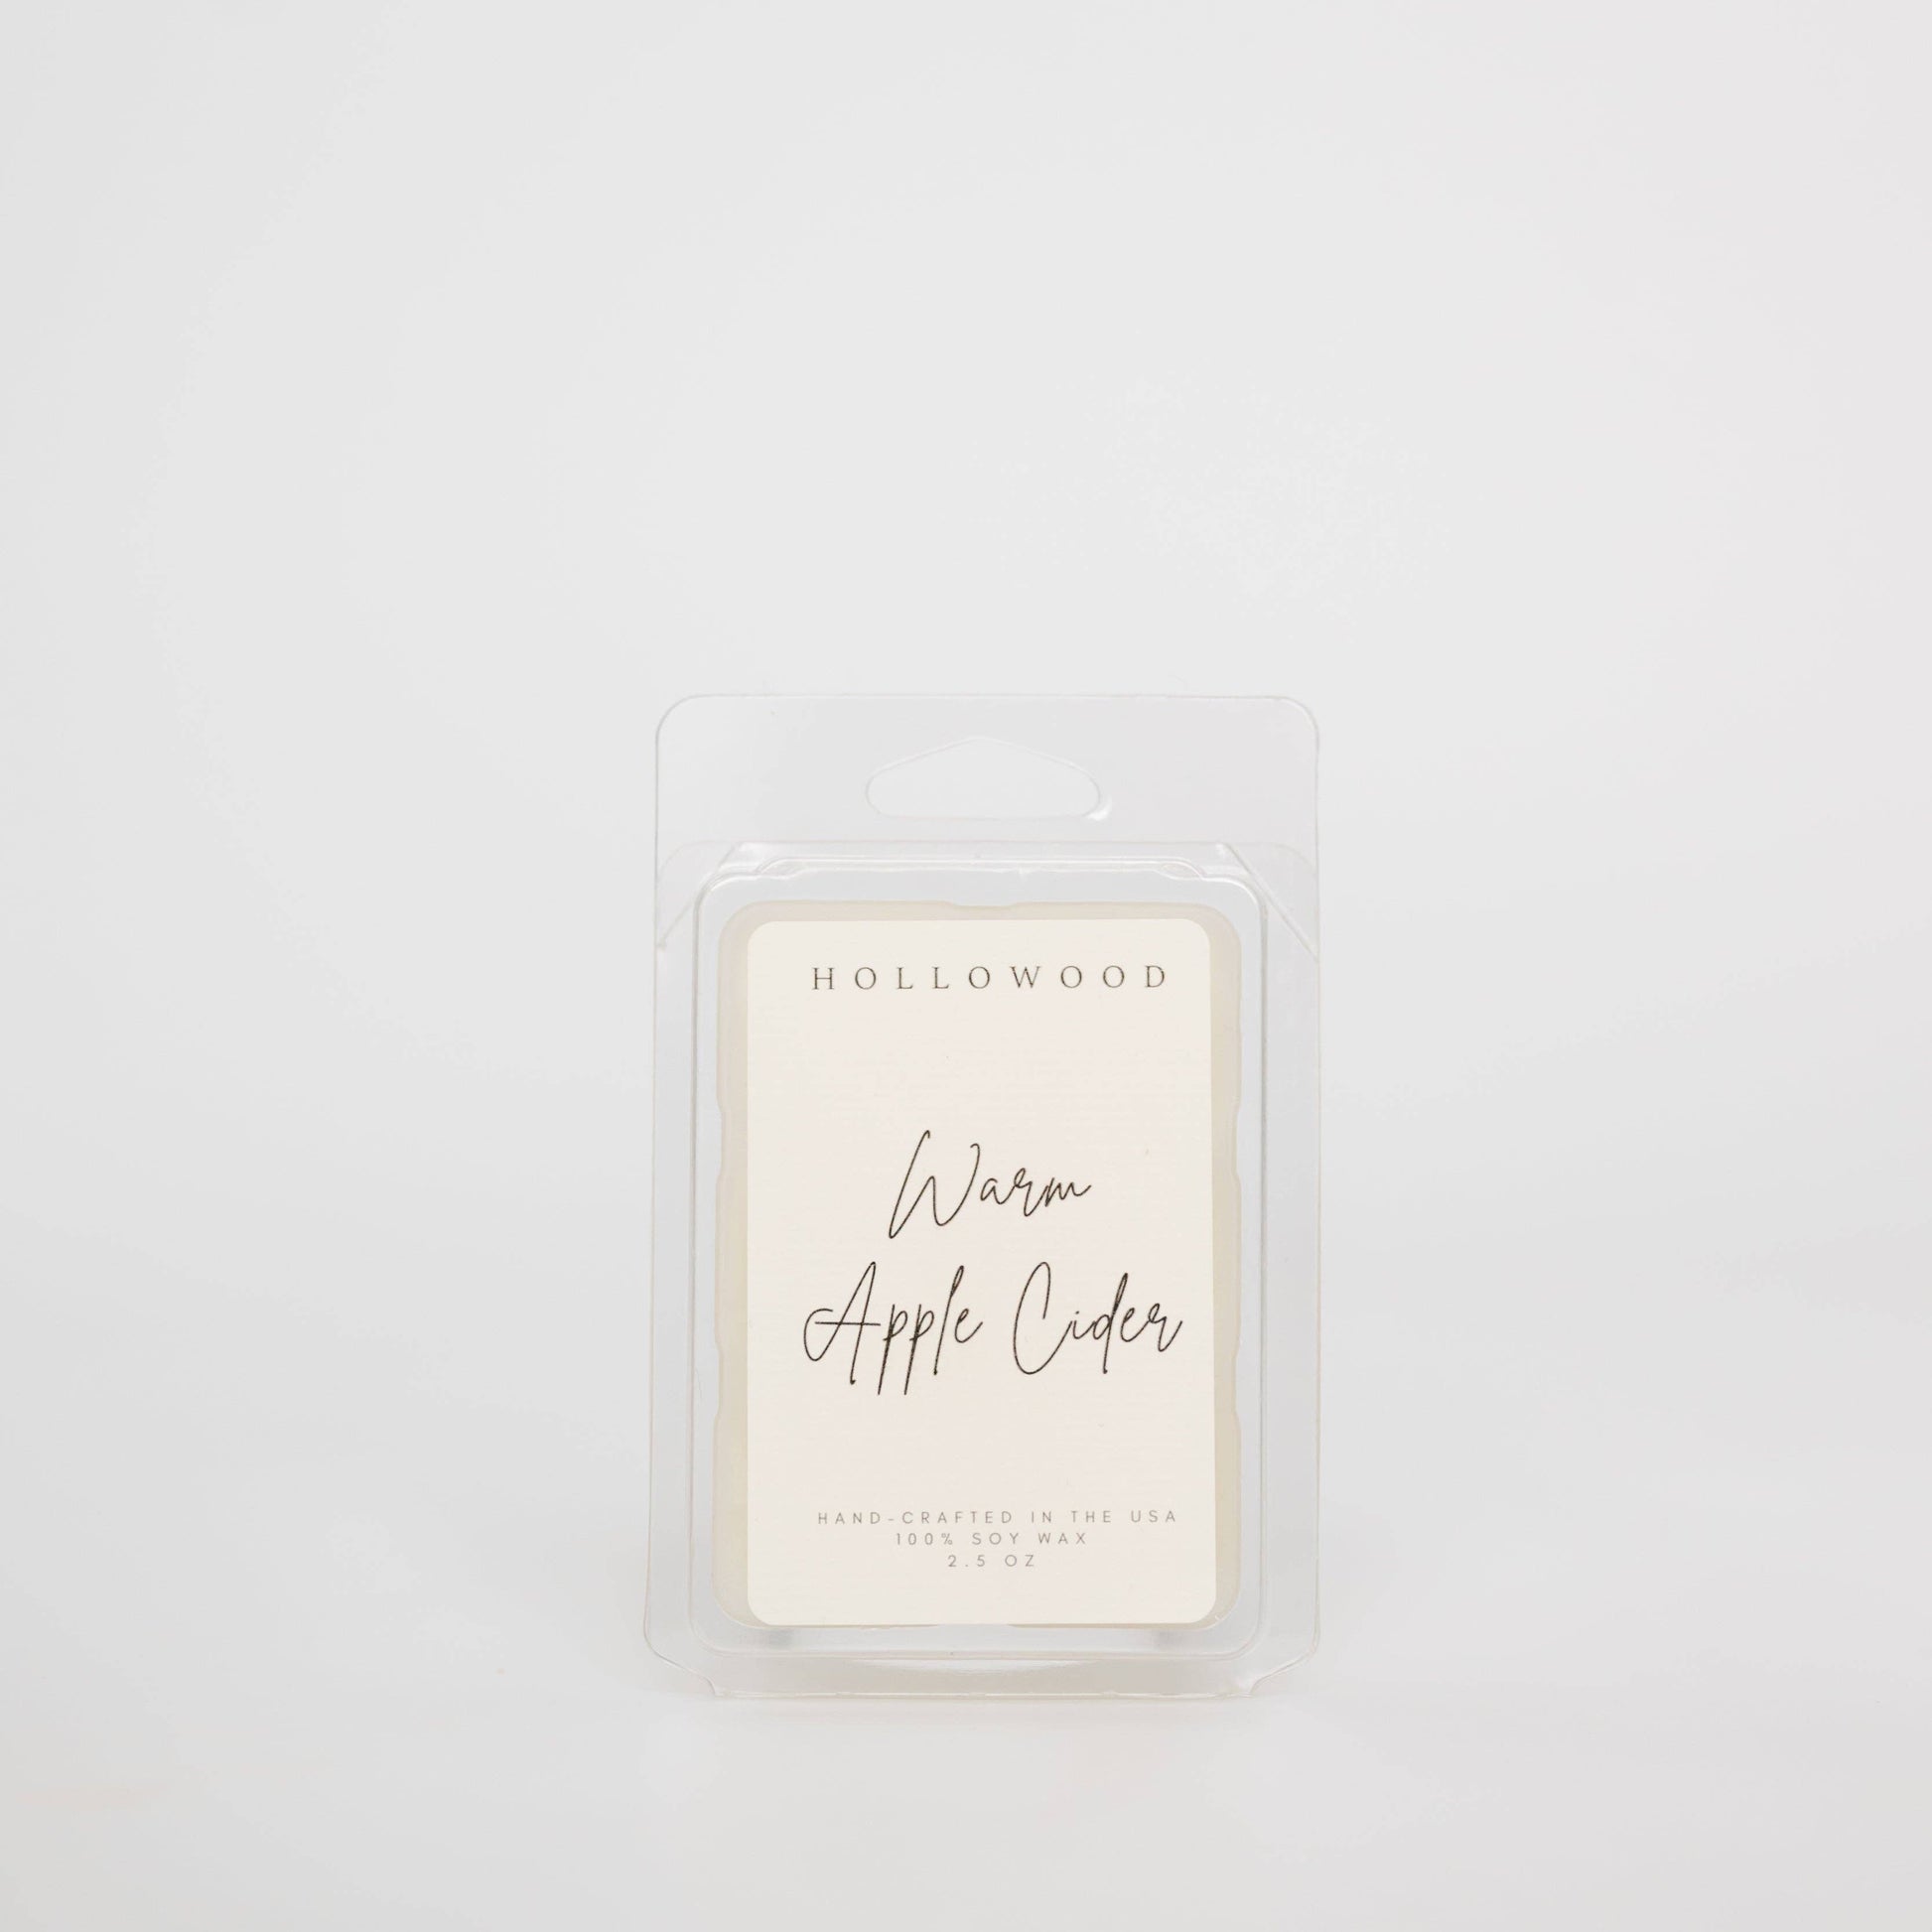 HOLLOWOOD
Warm
Apple Cider
HAND-CRAFTED IN THE USA
100% SOY WAX
2.5 OZ